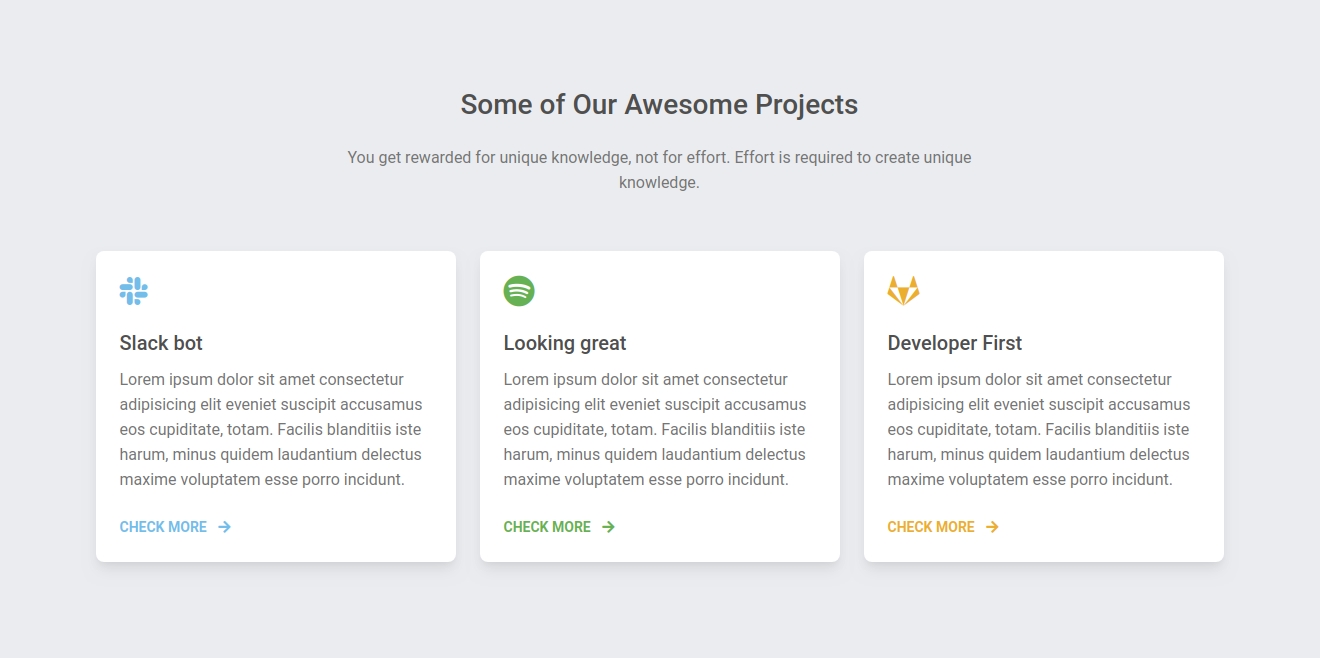 Some of Our Awesome Projects
You get rewarded for unique knowledge, not for effort. Effort is required to create unique
knowledge.
Slack bot
Lorem ipsum dolor sit amet consectetur
adipisicing elit eveniet suscipit accusamus
eos cupiditate, totam. Facilis blanditiis iste
harum, minus quidem laudantium delectus
maxime voluptatem esse porro incidunt.
CHECK MORE
Looking great
Lorem ipsum dolor sit amet consectetur
adipisicing elit eveniet suscipit accusamus
eos cupiditate, totam. Facilis blanditiis iste
harum, minus quidem laudantium delectus
maxime voluptatem esse porro incidunt.
CHECK MORE
Developer First
Lorem ipsum dolor sit amet consectetur
adipisicing elit eveniet suscipit accusamus
eos cupiditate, totam. Facilis blanditiis iste
harum, minus quidem laudantium delectus
maxime voluptatem esse porro incidunt.
CHECK MORE